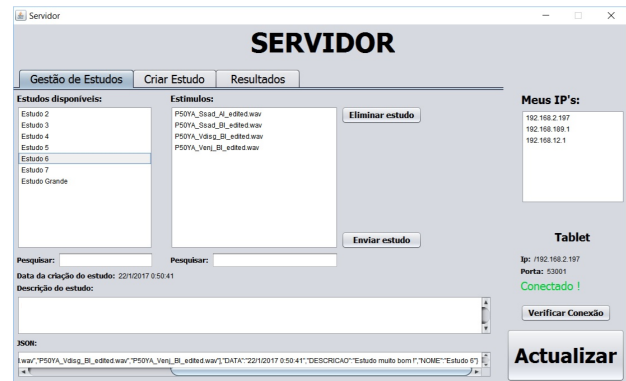 Servidor
SERVIDOR
Gestão de Estudos
Criar Estudo
Resultados
Estudos disponíveis:
Estudo 2
Estudo 3
Estudo 4
Estudo 5
Estudo 6
Estudo 7
Estudo Grande
Pesquisar:
Estimulos:
P50YA_Ssad_AI_edited.wav
P50YA_Ssad_BI_edited.wav
P50YA_Vdisg_BI_edited.wav
P50YA_Venj_BI_edited.wav
Pesquisar:
Eliminar estudo
Enviar estudo
Data da criação do estudo: 22/1/2017 0:50:41
Descrição do estudo:
JSON:
l.wav","P50YA_Vdisg_BI_edited.wav","P50YA_Venj_BI_edited.wav"],"DATA":"22/1/2017 0:50:41","DESCRICAO":"Estudo muito bom !","NOME":"Estudo 6"}
Meus IP's:
192.168.2.197
192.168.189.1
192.168.12.1
Tablet
Ip: /192.168.2.197
Porta: 53001
Conectado !
Verificar Conexão
Actualizar